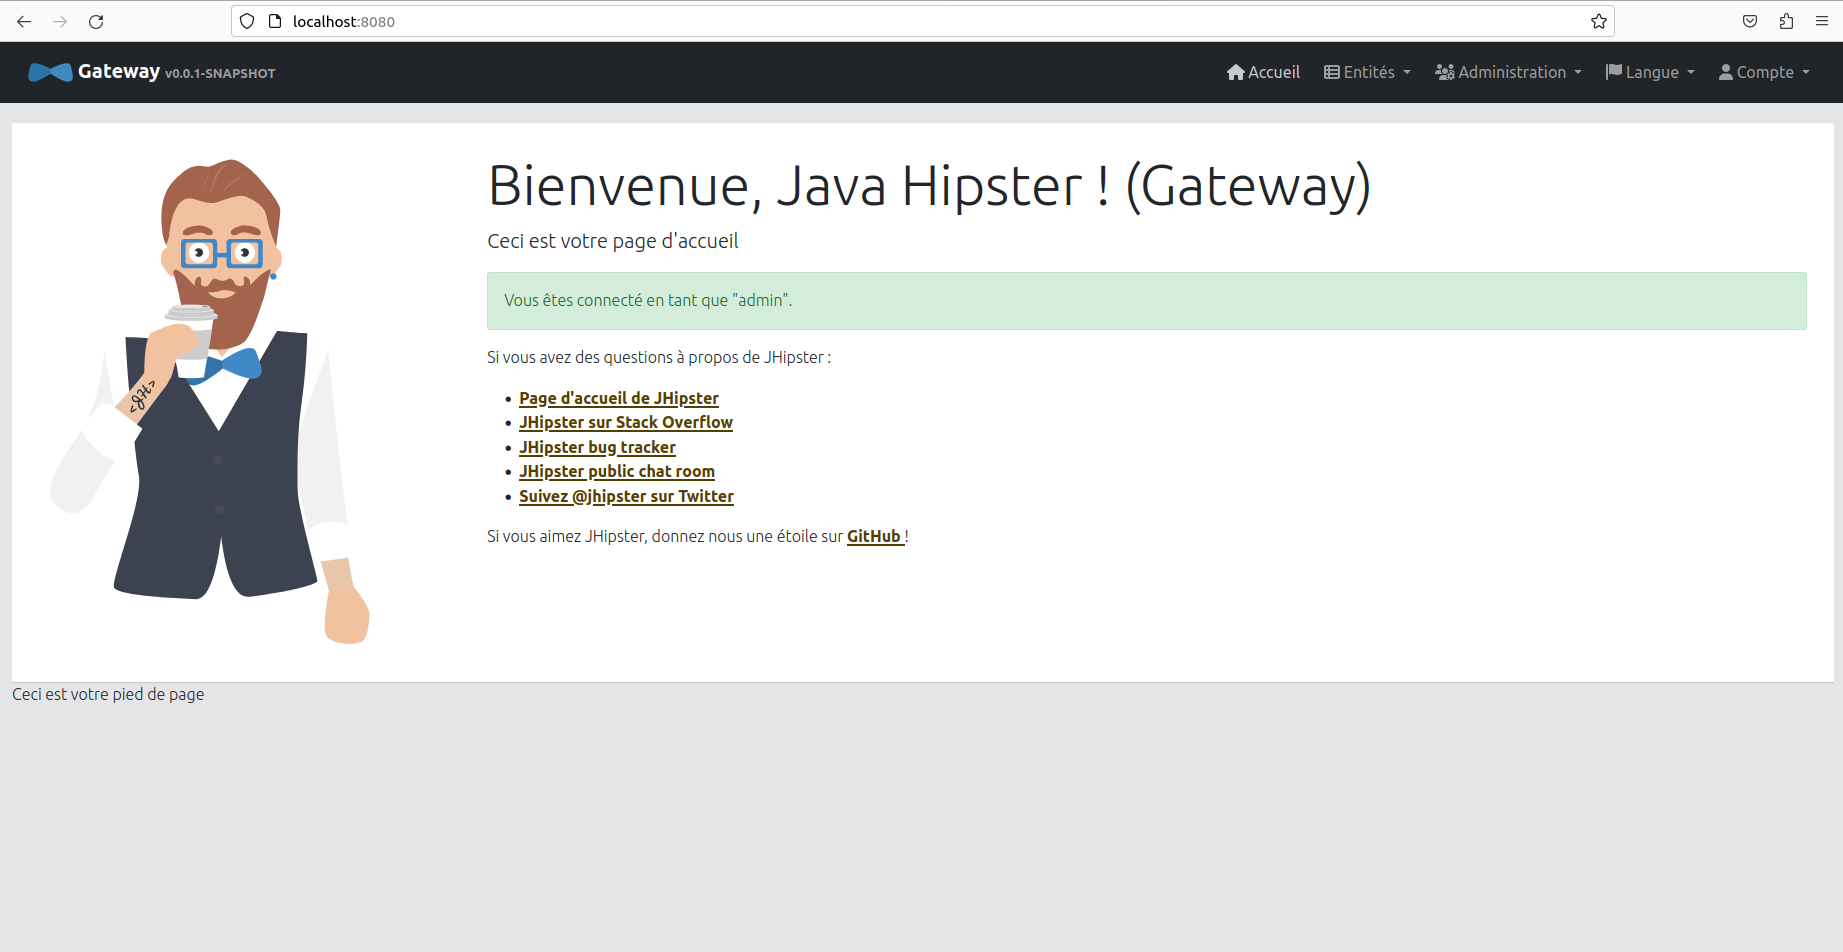 localhost:8080
Gateway v0.0.1-SNAPSHOT
Accueil Entités Administration Langue Compte
Bienvenue, Java Hipster ! (Gateway)
Ceci est votre page d'accueil
Vous êtes connecté en tant que "admin".
Si vous avez des questions à propos de JHipster :
Page d'accueil de JHipster
JHipster sur Stack Overflow
JHipster bug tracker
JHipster public chat room
Suivez @jhipster sur Twitter
Si vous aimez JHipster, donnez nous une étoile sur GitHub !
<JH>
Ceci est votre pied de page